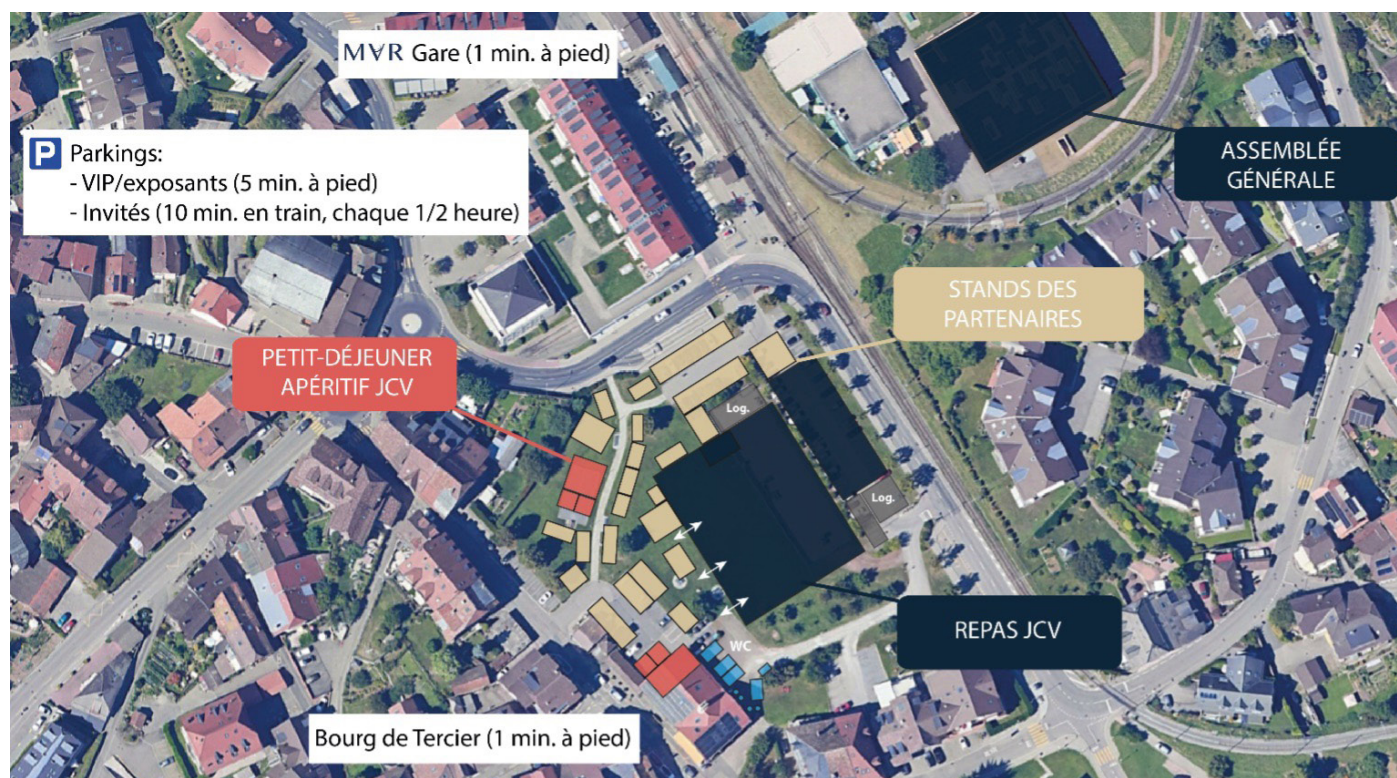 MVR Gare (1 min. à pied)
P Parkings:
- VIP/exposants (5 min. à pied)
- Invités (10 min. en train, chaque 1/2 heure)
ASSEMBLÉE
GÉNÉRALE
STANDS DES
PARTENAIRES
PETIT-DÉJEUNER
APÉRITIF JCV
Log.
Log.
REPAS JCV
WC
Bourg de Tercier (1 min. à pied)